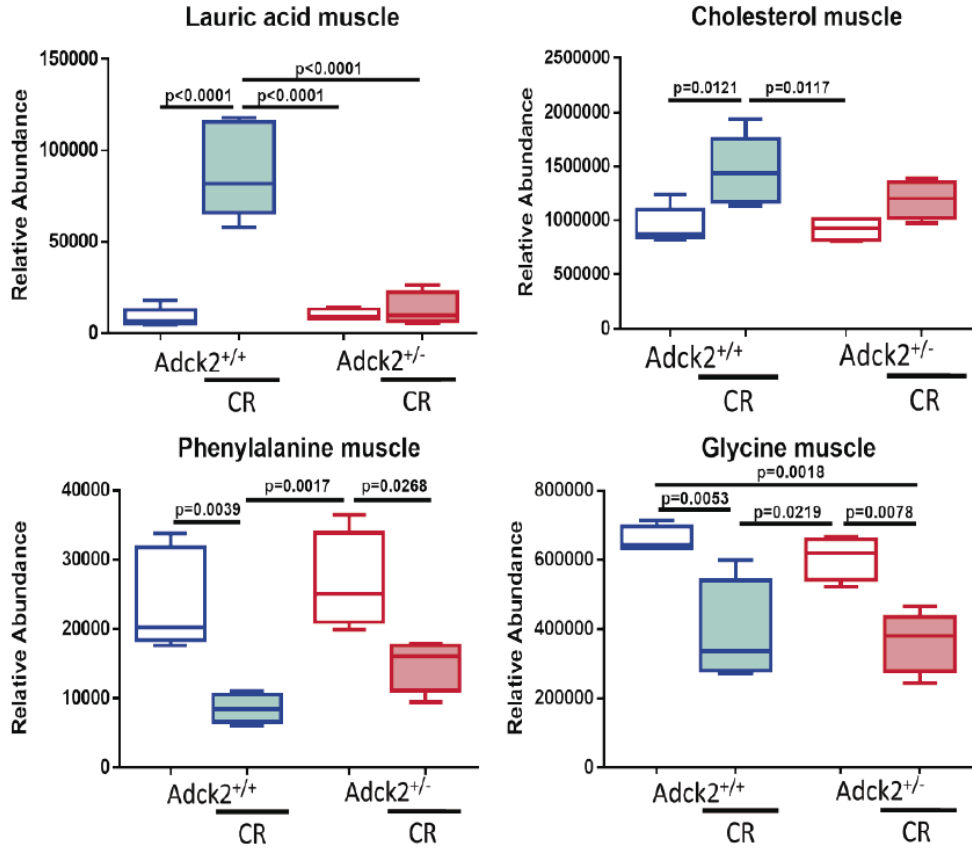 Lauric acid muscle
Relative Abundance
150000
100000
50000
0
p<0.0001
p<0.0001 p<0.0001
Adck2+/+ Adck2+/-
CR CR
Cholesterol muscle
Relative Abundance
2500000
2000000
1500000
1000000
500000
0
p=0.0121 p=0.0117
Adck2+/+ Adck2+/-
CR CR
Phenylalanine muscle
Relative Abundance
40000
30000
20000
10000
0
p=0.0039 p=0.0017 p=0.0268
Adck2+/+ Adck2+/-
CR CR
Glycine muscle
Relative Abundance
800000
600000
400000
200000
0
p=0.0018
p=0.0053 p=0.0219 p=0.0078
Adck2+/+ Adck2+/-
CR CR